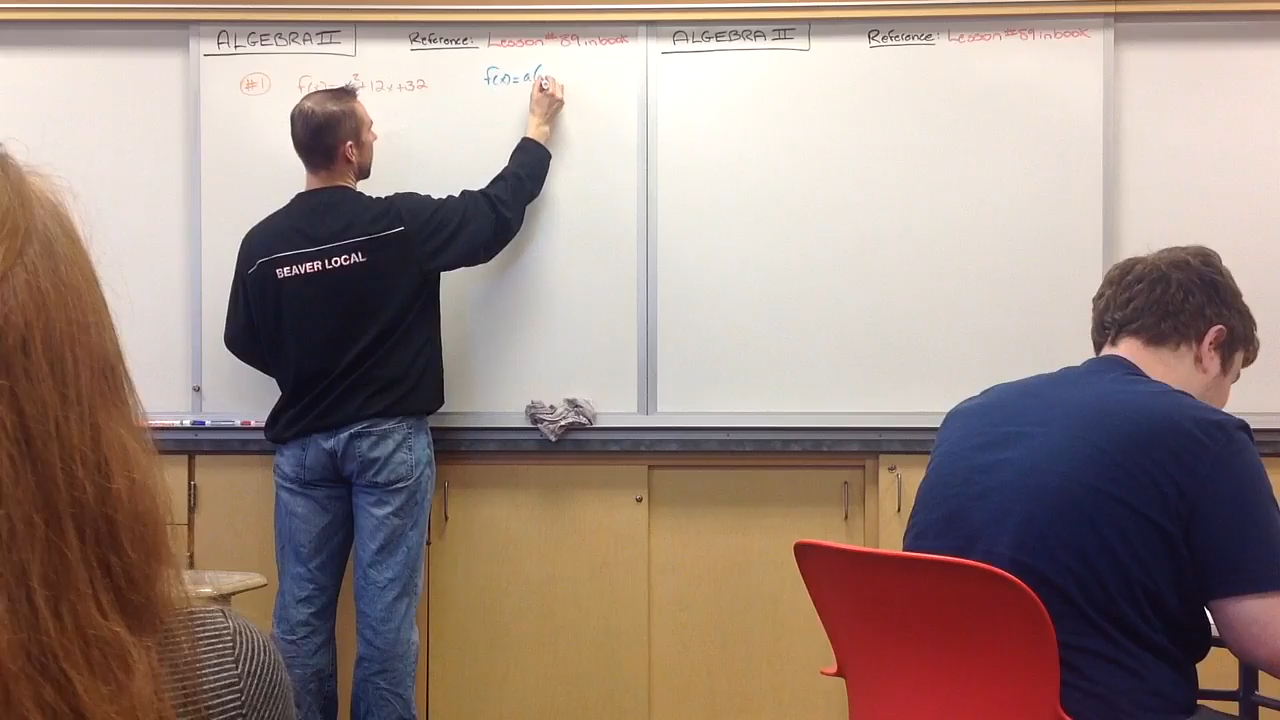 ALGEBRA II Reference: Lesson #89 in book
#1 f(x)= x²+12x+32 f(x)=a(
BEAVER LOCAL
ALGEBRA II Reference: Lesson #89 in book